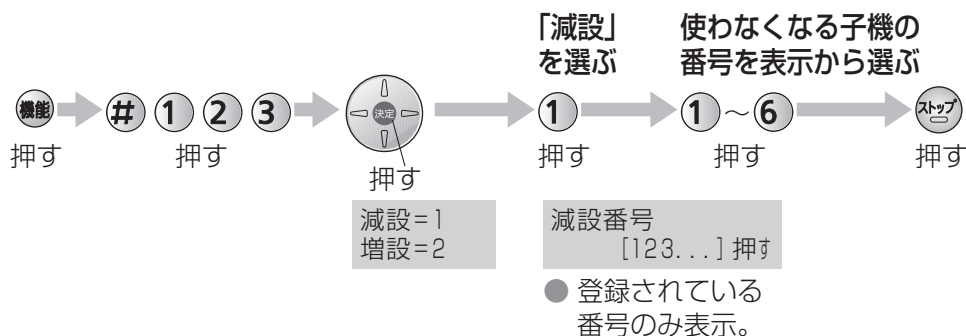 「減設」
を選ぶ
使わなくなる子機の
番号を表示から選ぶ
機能 # 1 2 3 決定 1 1～6 ストップ
押す 押す 押す 押す 押す 押す
減設=1
増設=2
減設番号
[123...]押す
● 登録されている
番号のみ表示。